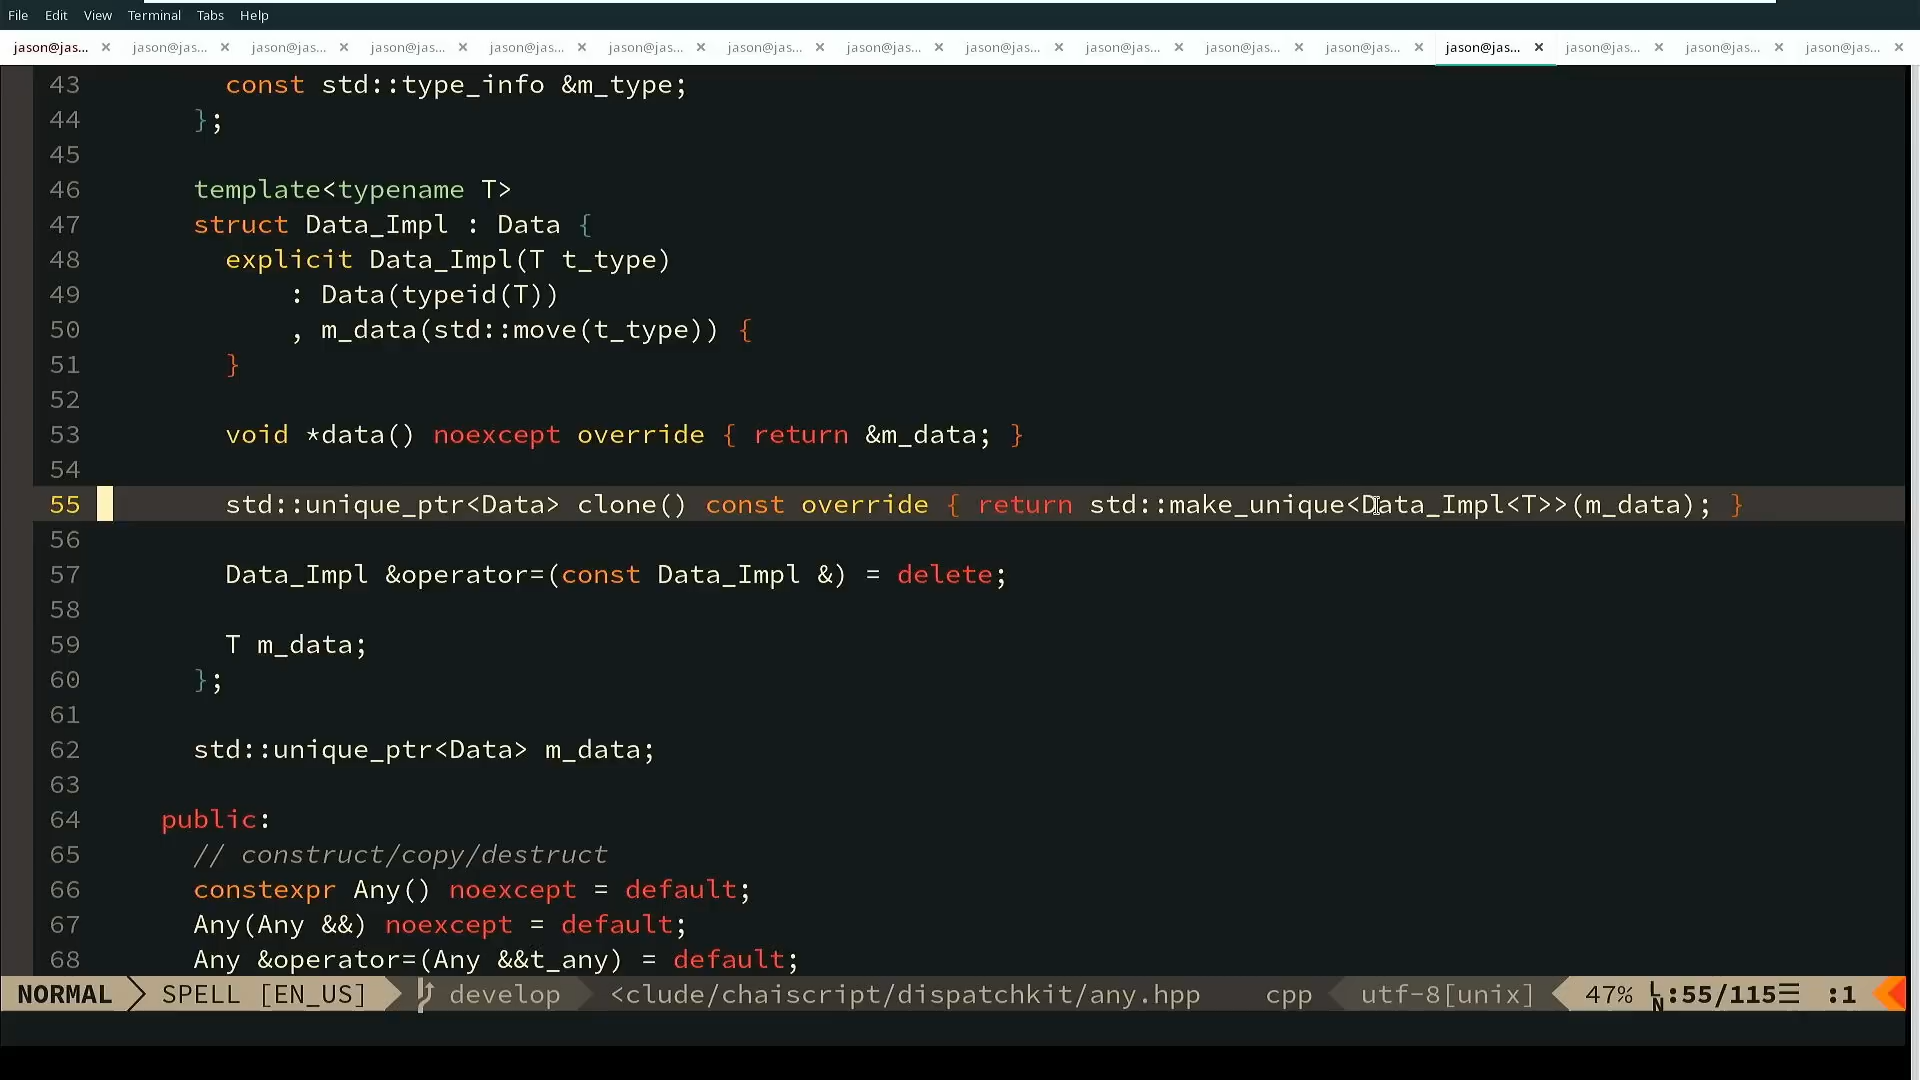 File Edit View Terminal Tabs Help
jason@jas... × jason@jas... × jason@jas... × jason@jas... × jason@jas... × jason@jas... × jason@jas... × jason@jas... × jason@jas... × jason@jas... × jason@jas... × jason@jas... × jason@jas... × jason@jas... × jason@jas... × jason@jas... ×
43 const std::type_info &m_type;
44 };
45
46 template<typename T>
47 struct Data_Impl : Data {
48 explicit Data_Impl(T t_type)
49 : Data(typeid(T))
50 , m_data(std::move(t_type)) {
51 }
52
53 void *data() noexcept override { return &m_data; }
54
55 std::unique_ptr<Data> clone() const override { return std::make_unique<Data_Impl<T>>(m_data); }
56
57 Data_Impl &operator=(const Data_Impl &) = delete;
58
59 T m_data;
60 };
61
62 std::unique_ptr<Data> m_data;
63
64 public:
65 // construct/copy/destruct
66 constexpr Any() noexcept = default;
67 Any(Any &&) noexcept = default;
68 Any &operator=(Any &&t_any) = default;
NORMAL SPELL [EN_US] develop <clude/chaiscript/dispatchkit/any.hpp cpp utf-8[unix] 47% LN:55/115☰ :1